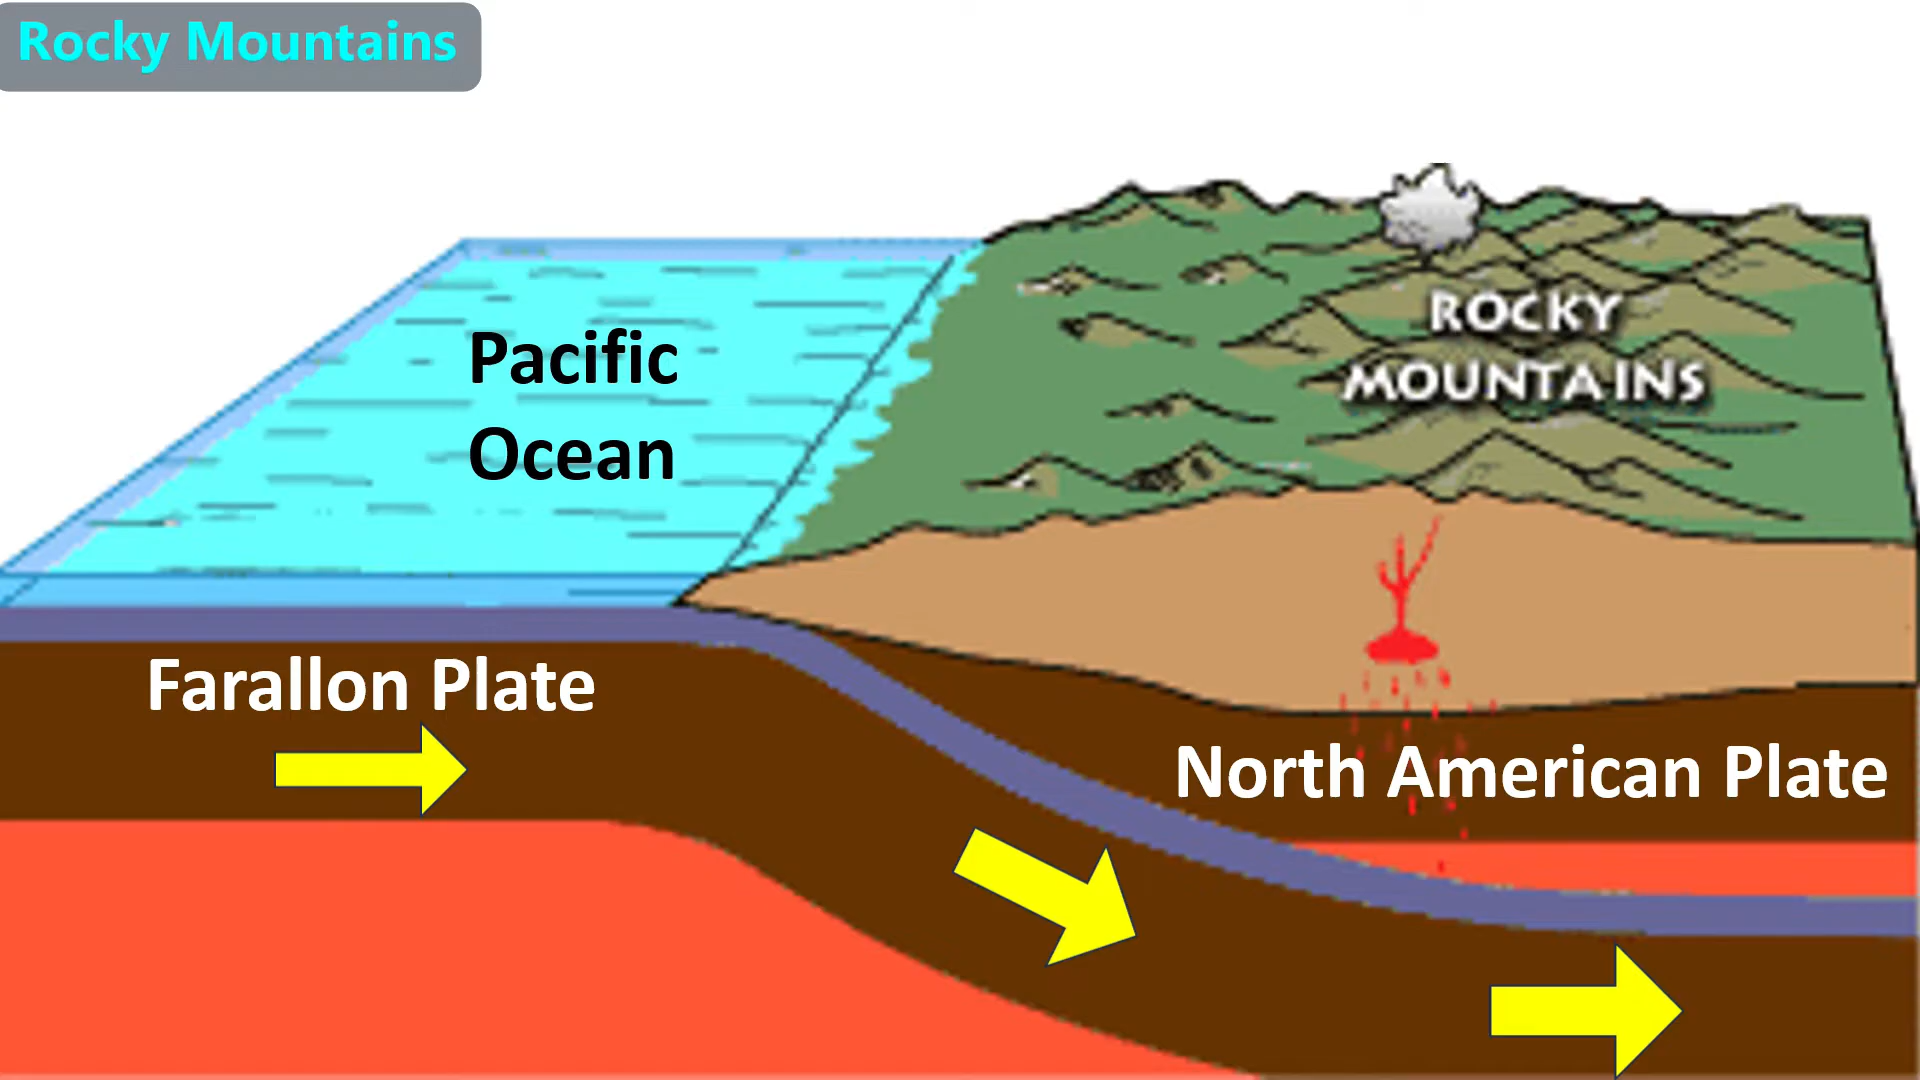 Rocky Mountains
Pacific
Ocean
ROCKY
MOUNTAINS
Farallon Plate
North American Plate